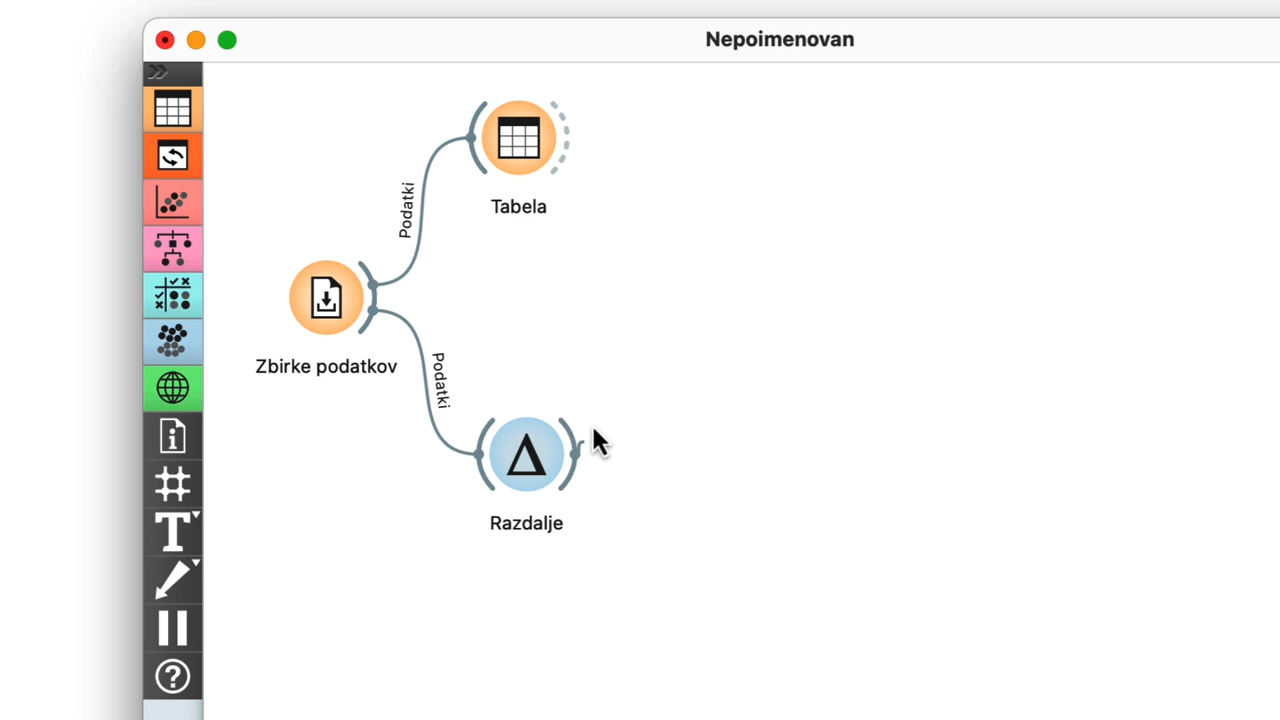 Nepoimenovan
Podatki
Tabela
Zbirke podatkov
Podatki
Razdalje